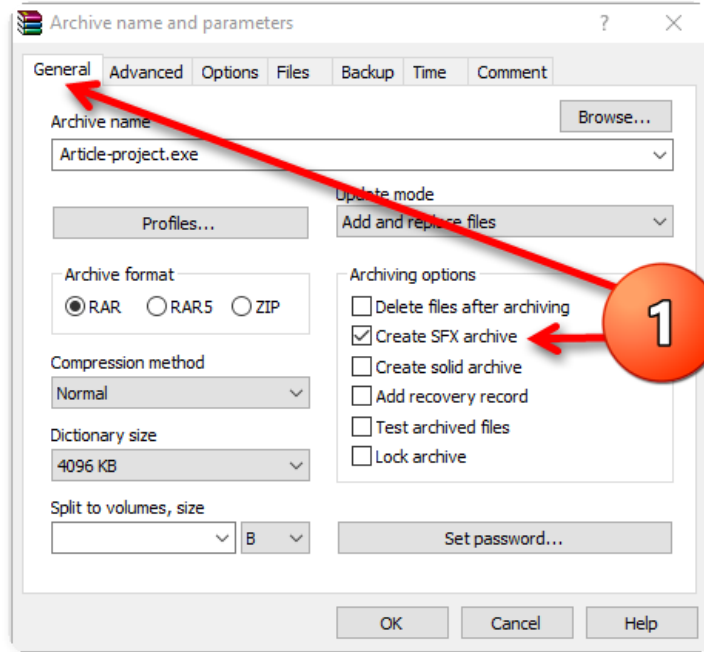 Archive name and parameters ?
General Advanced Options Files Backup Time Comment
Archive name
Browse...
Article-project.exe
Update mode
Profiles...
Add and replace files
Archive format
RAR RAR5 ZIP
Archiving options
Delete files after archiving
Create SFX archive
Create solid archive
Add recovery record
Test archived files
Lock archive
1
Compression method
Normal
Dictionary size
4096 KB
Split to volumes, size
B
Set password...
OK Cancel Help